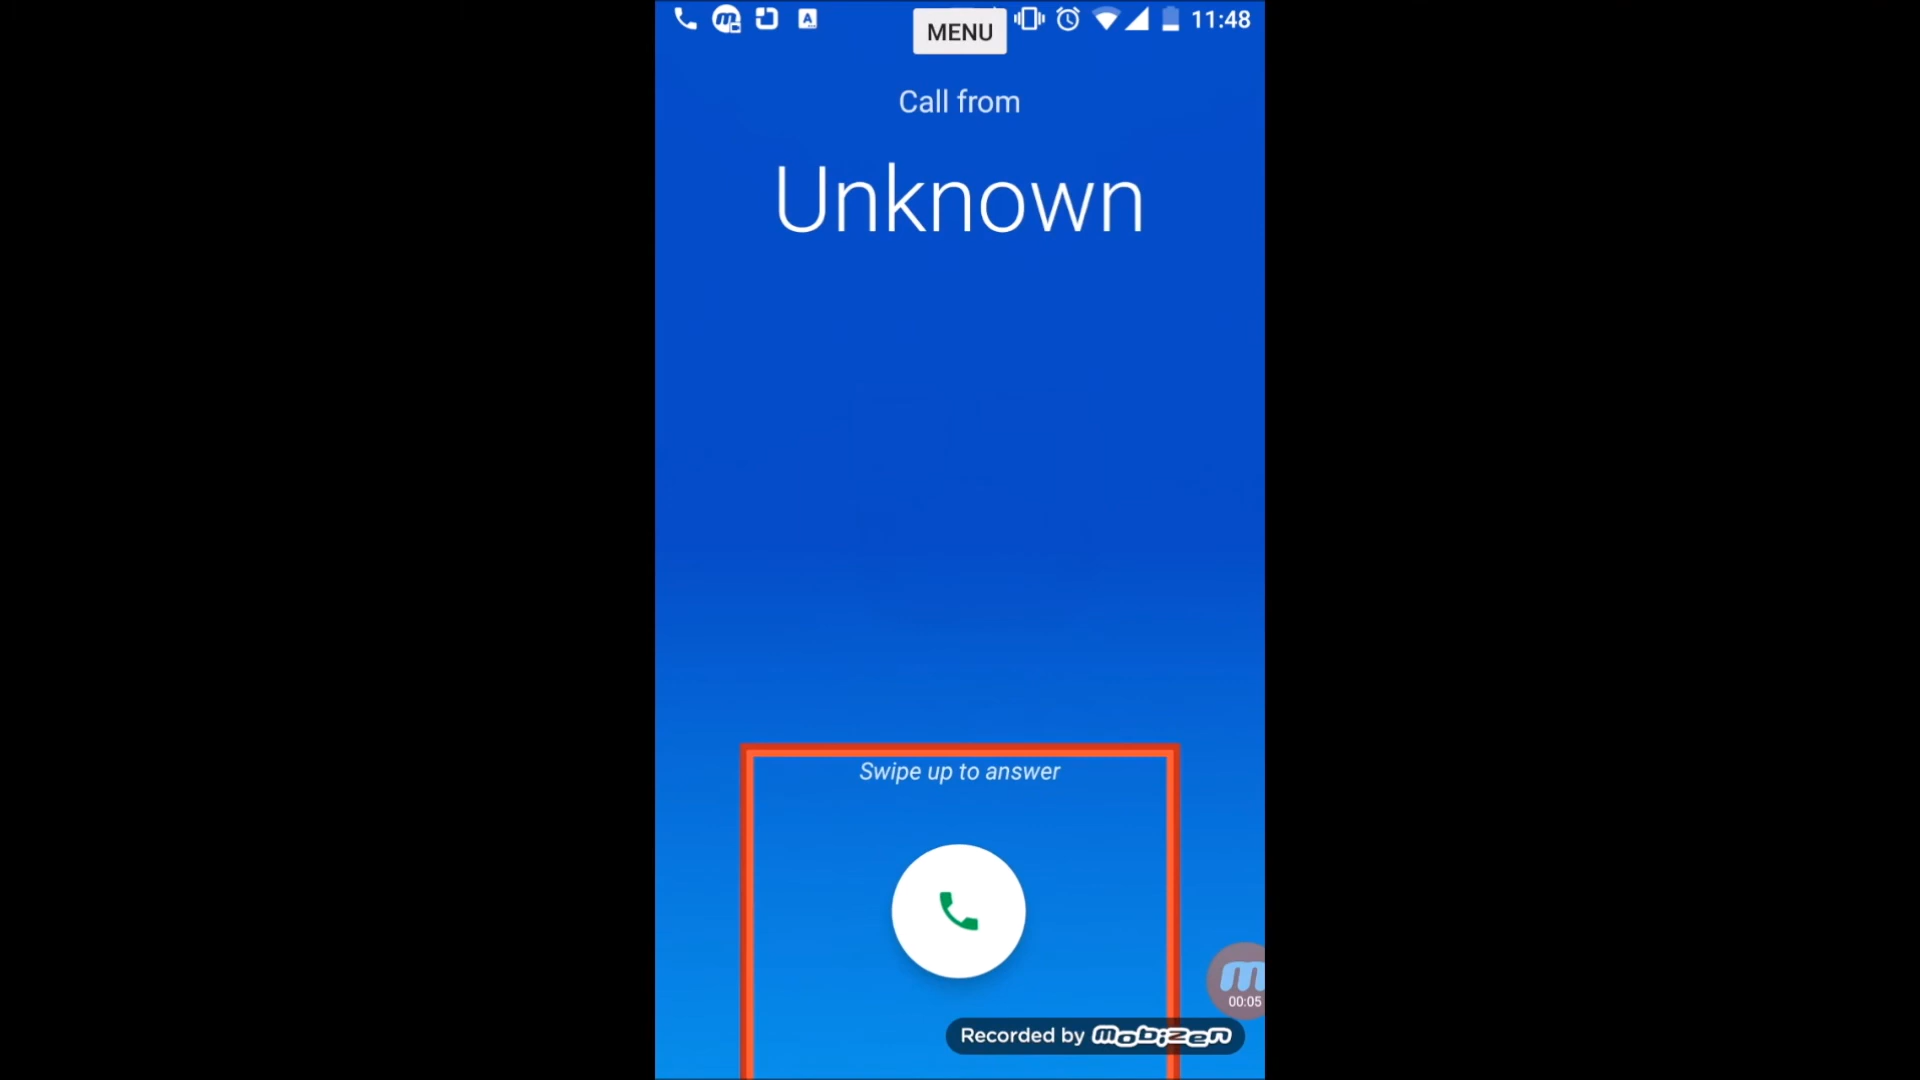 MENU
11:48
Call from
Unknown
Swipe up to answer
00:05
Recorded by mobizen